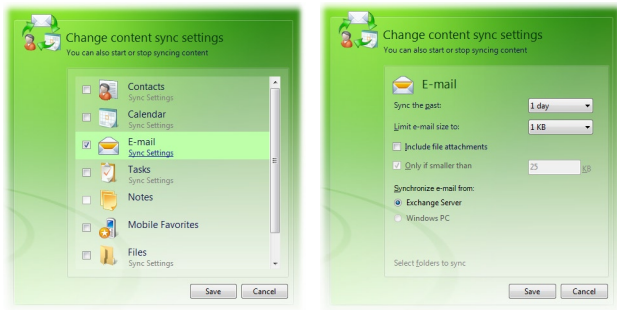 Change content sync settings
You can also start or stop syncing content
Contacts
Sync Settings
Calendar
Sync Settings
E-mail
Sync Settings
Tasks
Sync Settings
Notes
Mobile Favorites
Files
Sync Settings
Save Cancel
Change content sync settings
You can also start or stop syncing content
E-mail
Sync the past: 1 day
Limit e-mail size to: 1 KB
Include file attachments
Only if smaller than 25 KB
Synchronize e-mail from:
Exchange Server
Windows PC
Select folders to sync
Save Cancel